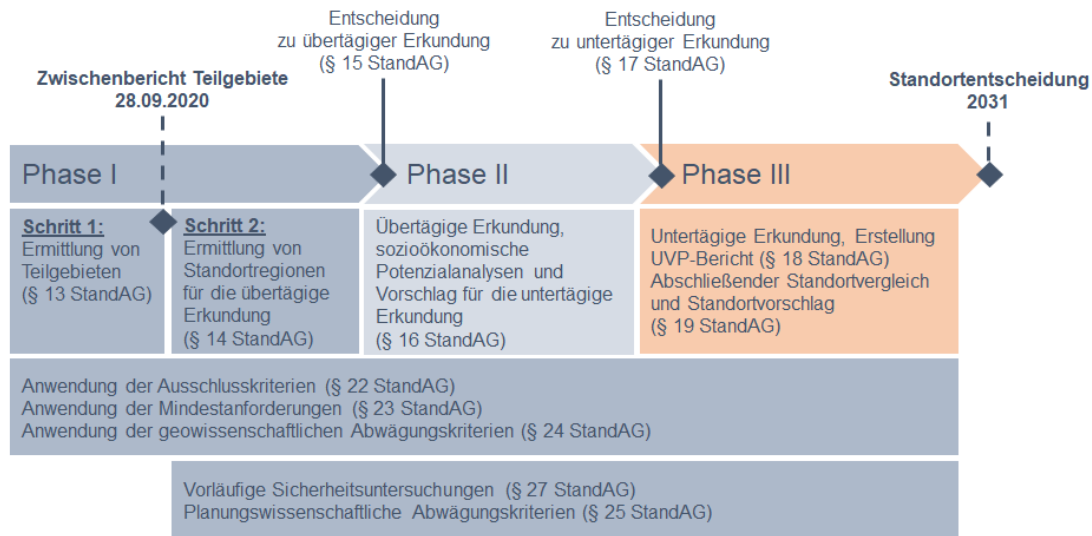 Entscheidung
zu übertägiger Erkundung
(§ 15 StandAG)
Entscheidung
zu untertägiger Erkundung
(§ 17 StandAG)
Zwischenbericht Teilgebiete
28.09.2020
Standortentscheidung
2031
Phase I
Phase II
Phase III
Schritt 1:
Ermittlung von
Teilgebieten
(§ 13 StandAG)
Schritt 2:
Ermittlung von
Standortregionen
für die übertägige
Erkundung
(§ 14 StandAG)
Übertägige Erkundung,
sozioökonomische
Potenzialanalysen und
Vorschlag für die untertägige
Erkundung
(§ 16 StandAG)
Untertägige Erkundung, Erstellung
UVP-Bericht (§ 18 StandAG)
Abschließender Standortvergleich
und Standortvorschlag
(§ 19 StandAG)
Anwendung der Ausschlusskriterien (§ 22 StandAG)
Anwendung der Mindestanforderungen (§ 23 StandAG)
Anwendung der geowissenschaftlichen Abwägungskriterien (§ 24 StandAG)
Vorläufige Sicherheitsuntersuchungen (§ 27 StandAG)
Planungswissenschaftliche Abwägungskriterien (§ 25 StandAG)